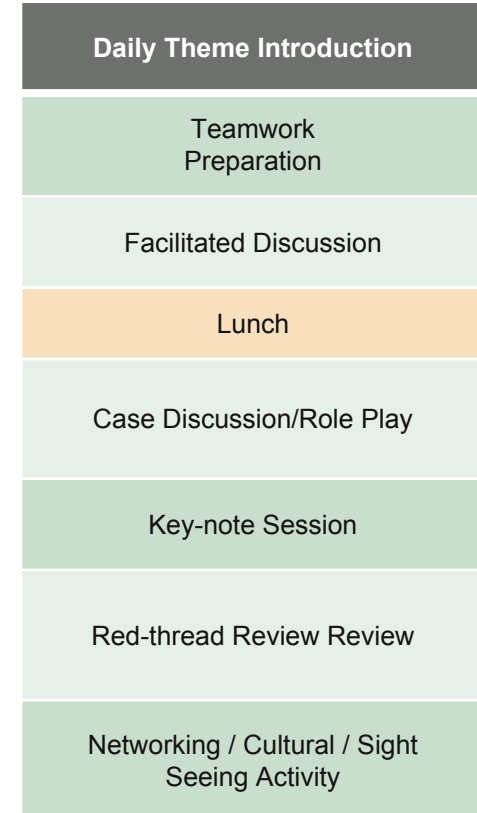 Daily Theme Introduction
Teamwork
Preparation
Facilitated Discussion
Lunch
Case Discussion/Role Play
Key-note Session
Red-thread Review Review
Networking / Cultural / Sight
Seeing Activity